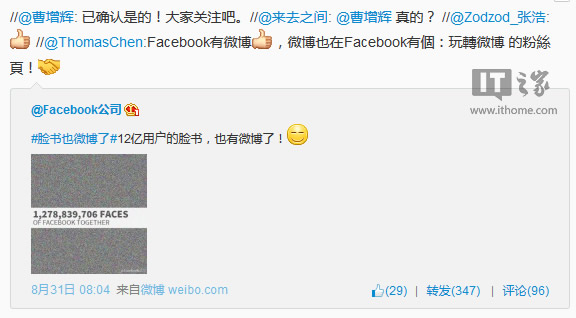 //@曹增辉: 已确认是的！大家关注吧。//@来去之间: @曹增辉 真的？ //@Zodzod_张浩:
//@ThomasChen:Facebook有微博，微博也在Facebook有個：玩轉微博 的粉絲
頁！
IT之家
www.ithome.com
@Facebook公司
#脸书也微博了#12亿用户的脸书，也有微博了！
1,278,839,706 FACES
OF FACEBOOK TOGETHER
8月31日 08:04 来自微博 weibo.com
(29) | 转发(347) | 评论(96)